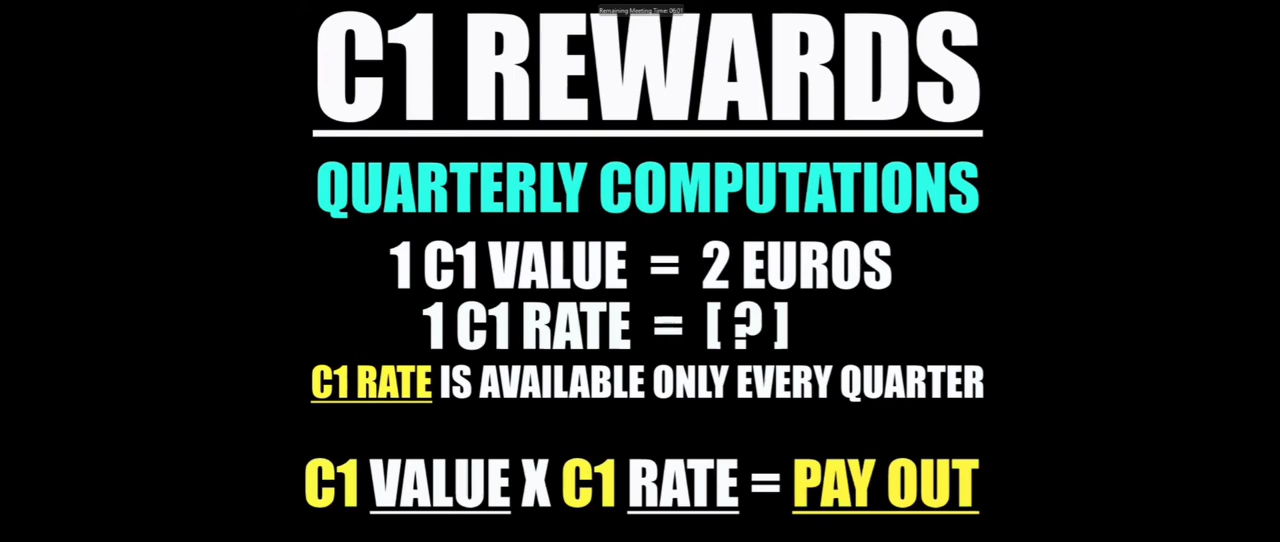 Remaining Meeting Time: 06:01
C1 REWARDS
QUARTERLY COMPUTATIONS
1 C1 VALUE = 2 EUROS
1 C1 RATE = [ ? ]
C1 RATE IS AVAILABLE ONLY EVERY QUARTER
C1 VALUE X C1 RATE = PAY OUT